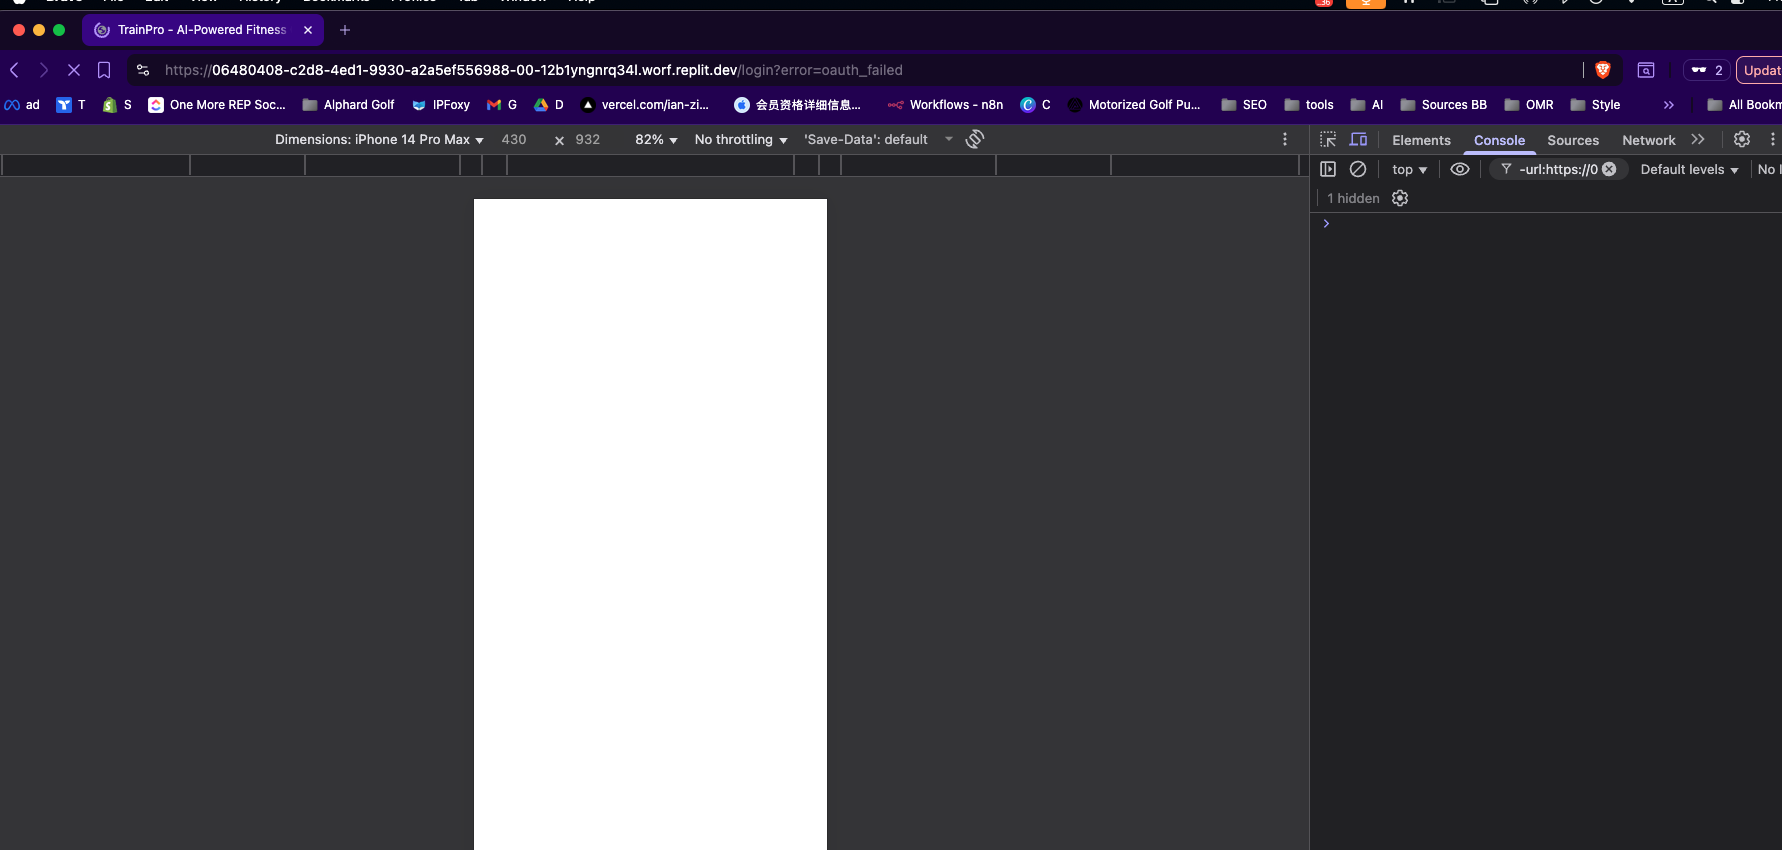 TrainPro - AI-Powered Fitness
https://06480408-c2d8-4ed1-9930-a2a5ef556988-00-12b1yngnrq34l.worf.replit.dev/login?error=oauth_failed
2
Updat
ad T S One More REP Soc... Alphard Golf IPFoxy G D vercel.com/ian-zi... 会员资格详细信息... Workflows - n8n C Motorized Golf Pu... SEO tools AI Sources BB OMR Style All Bookm
Dimensions: iPhone 14 Pro Max 430 x 932 82% No throttling 'Save-Data': default
Elements Console Sources Network
top -url:https://0 Default levels No I
1 hidden